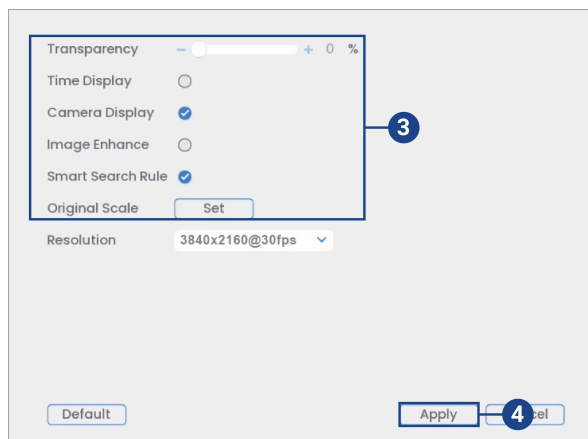 Transparency - + 0 %
Time Display
Camera Display
3
Image Enhance
Smart Search Rule
Original Scale Set
Resolution 3840x2160@30fps
Default Apply 4 cel